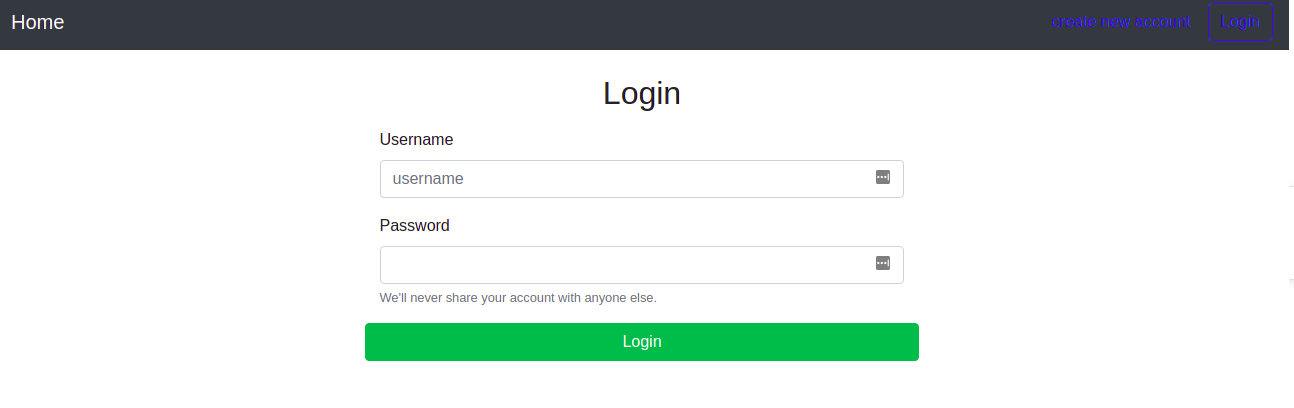 Home create new account Login
Login
Username
username
Password
We'll never share your account with anyone else.
Login